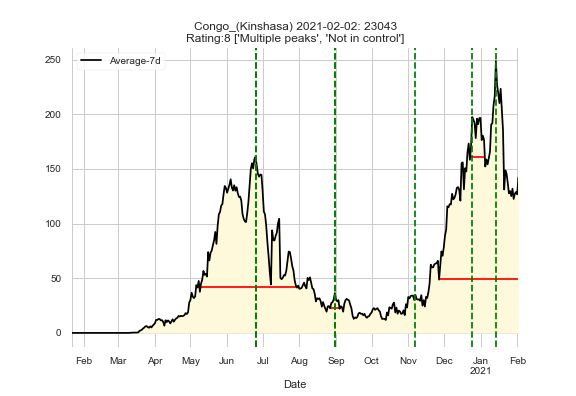 Congo_(Kinshasa) 2021-02-02: 23043
Rating:8 ['Multiple peaks', 'Not in control']
Average-7d
250
200
150
100
50
0
Feb Mar Apr May Jun Jul Aug Sep Oct Nov Dec Jan Feb
2021
Date